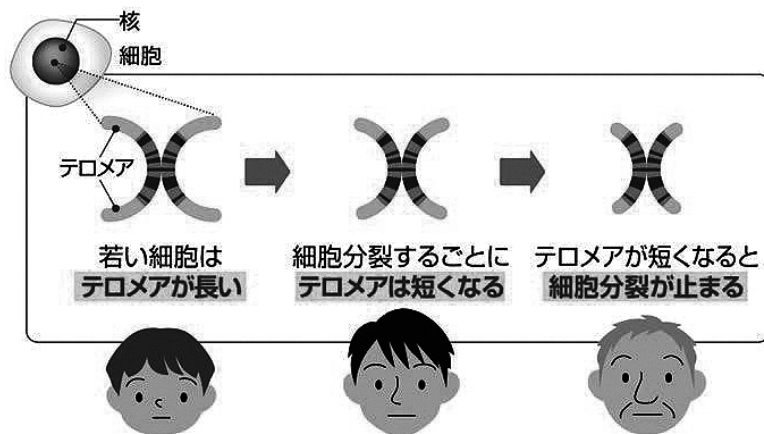 核
細胞
テロメア
若い細胞は
テロメアが長い
細胞分裂するごとに
テロメアは短くなる
テロメアが短くなると
細胞分裂が止まる